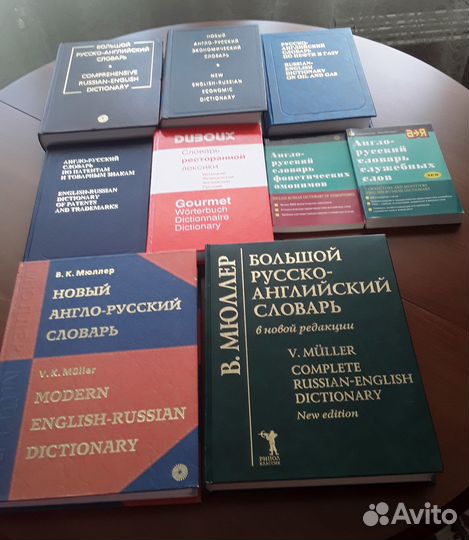 БОЛЬШОЙ
РУССКО-АНГЛИЙСКИЙ
СЛОВАРЬ
COMPREHENSIVE
RUSSIAN-ENGLISH
DICTIONARY
НОВЫЙ
АНГЛО-РУССКИЙ
ЭКОНОМИЧЕСКИЙ
СЛОВАРЬ
NEW
ENGLISH-RUSSIAN
ECONOMIC
DICTIONARY
РУССКО-
АНГЛИЙСКИЙ
СЛОВАРЬ
ПО НЕФТИ И ГАЗУ
RUSSIAN-
ENGLISH
DICTIONARY
ON OIL AND GAS
АНГЛО-РУССКИЙ
СЛОВАРЬ
ПО ПАТЕНТАМ
И ТОВАРНЫМ ЗНАКАМ
ENGLISH-RUSSIAN
DICTIONARY
OF PATENTS
AND TRADEMARKS
DUBOUX
Словарь
ресторанной
лексики
Gourmet
Wörterbuch
Dictionnaire
Dictionary
Англо-
русский
словарь
фонетических
омонимов
А→Я
Англо-
русский
словарь
служебных
слов
В. К. Мюллер
НОВЫЙ
АНГЛО-РУССКИЙ
СЛОВАРЬ
V. K. Müller
MODERN
ENGLISH-RUSSIAN
DICTIONARY
В. МЮЛЛЕР
БОЛЬШОЙ
РУССКО-
АНГЛИЙСКИЙ
СЛОВАРЬ
в новой редакции
V. MÜLLER
COMPLETE
RUSSIAN-ENGLISH
DICTIONARY
New edition
РИПОЛ
КЛАССИК
Avito